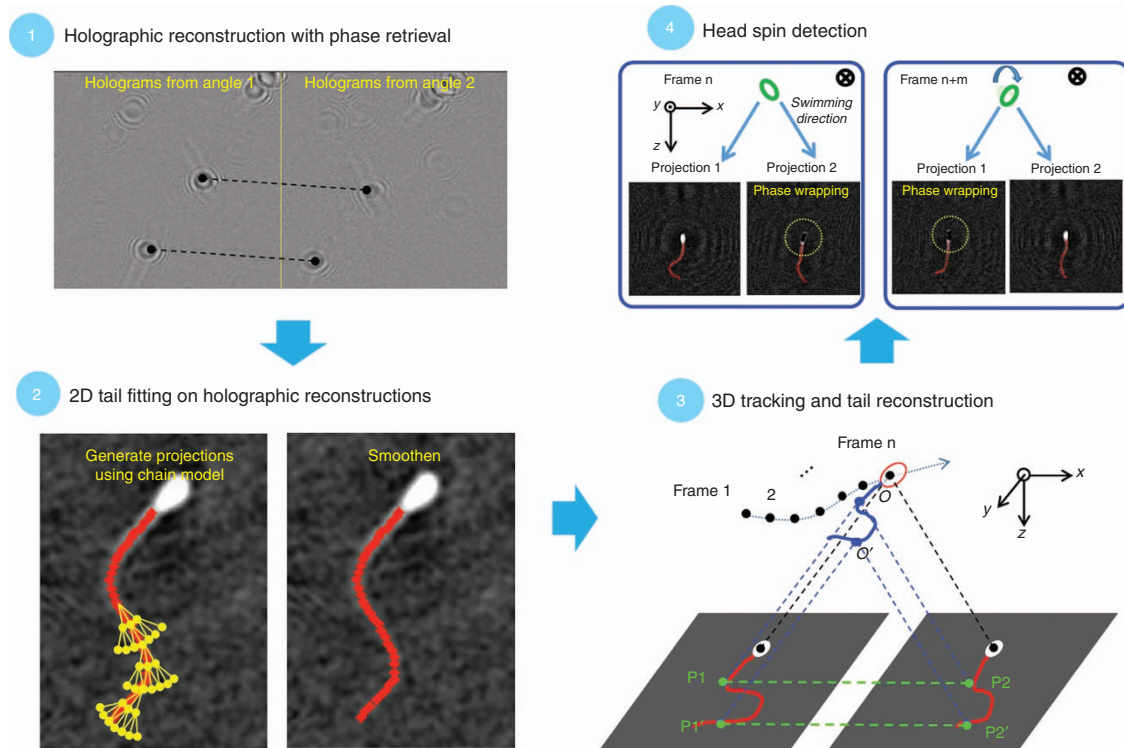 1
Holographic reconstruction with phase retrieval
Holograms from angle 1
Holograms from angle 2
2
2D tail fitting on holographic reconstructions
Generate projections
using chain model
Smoothen
3
3D tracking and tail reconstruction
Frame n
...
Frame 1
2
O
O'
x
y
z
P1
P2
P1'
P2'
4
Head spin detection
Frame n
y
x
z
Swimming
direction
Projection 1
Projection 2
Phase wrapping
Frame n+m
Projection 1
Projection 2
Phase wrapping